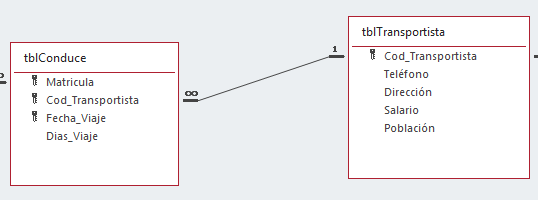 tblConduce
Matricula
Cod_Transportista
Fecha_Viaje
Dias_Viaje
∞
1
tblTransportista
Cod_Transportista
Teléfono
Dirección
Salario
Población